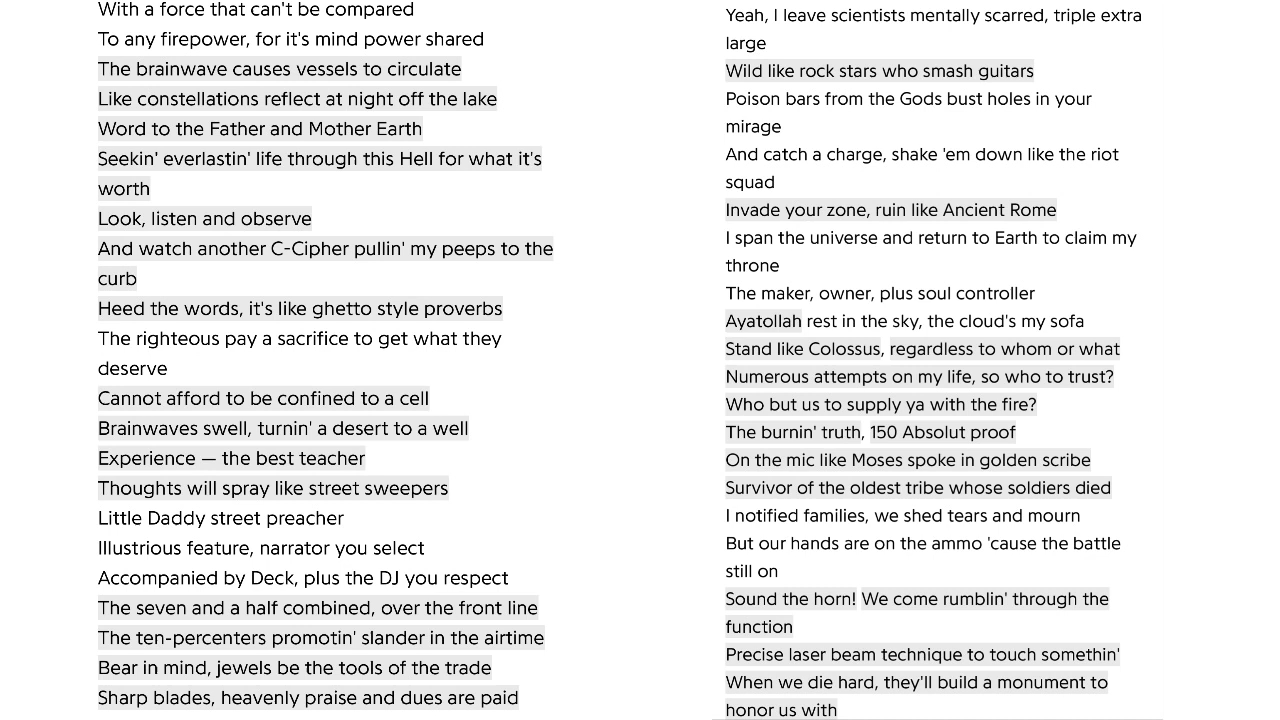 With a force that can't be compared
To any firepower, for it's mind power shared
The brainwave causes vessels to circulate
Like constellations reflect at night off the lake
Word to the Father and Mother Earth
Seekin' everlastin' life through this Hell for what it's
worth
Look, listen and observe
And watch another C-Cipher pullin' my peeps to the
curb
Heed the words, it's like ghetto style proverbs
The righteous pay a sacrifice to get what they
deserve
Cannot afford to be confined to a cell
Brainwaves swell, turnin' a desert to a well
Experience — the best teacher
Thoughts will spray like street sweepers
Little Daddy street preacher
Illustrious feature, narrator you select
Accompanied by Deck, plus the DJ you respect
The seven and a half combined, over the front line
The ten-percenters promotin' slander in the airtime
Bear in mind, jewels be the tools of the trade
Sharp blades, heavenly praise and dues are paid
Yeah, I leave scientists mentally scarred, triple extra
large
Wild like rock stars who smash guitars
Poison bars from the Gods bust holes in your
mirage
And catch a charge, shake 'em down like the riot
squad
Invade your zone, ruin like Ancient Rome
I span the universe and return to Earth to claim my
throne
The maker, owner, plus soul controller
Ayatollah rest in the sky, the cloud's my sofa
Stand like Colossus, regardless to whom or what
Numerous attempts on my life, so who to trust?
Who but us to supply ya with the fire?
The burnin' truth, 150 Absolut proof
On the mic like Moses spoke in golden scribe
Survivor of the oldest tribe whose soldiers died
I notified families, we shed tears and mourn
But our hands are on the ammo 'cause the battle
still on
Sound the horn! We come rumblin' through the
function
Precise laser beam technique to touch somethin'
When we die hard, they'll build a monument to
honor us with